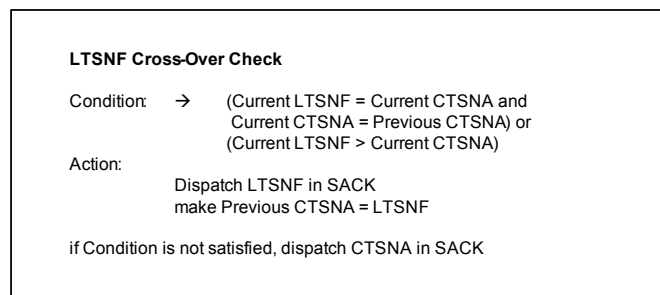 LTSNF Cross-Over Check
Condition: → (Current LTSNF = Current CTSNA and
Current CTSNA = Previous CTSNA) or
(Current LTSNF > Current CTSNA)
Action:
Dispatch LTSNF in SACK
make Previous CTSNA = LTSNF
if Condition is not satisfied, dispatch CTSNA in SACK